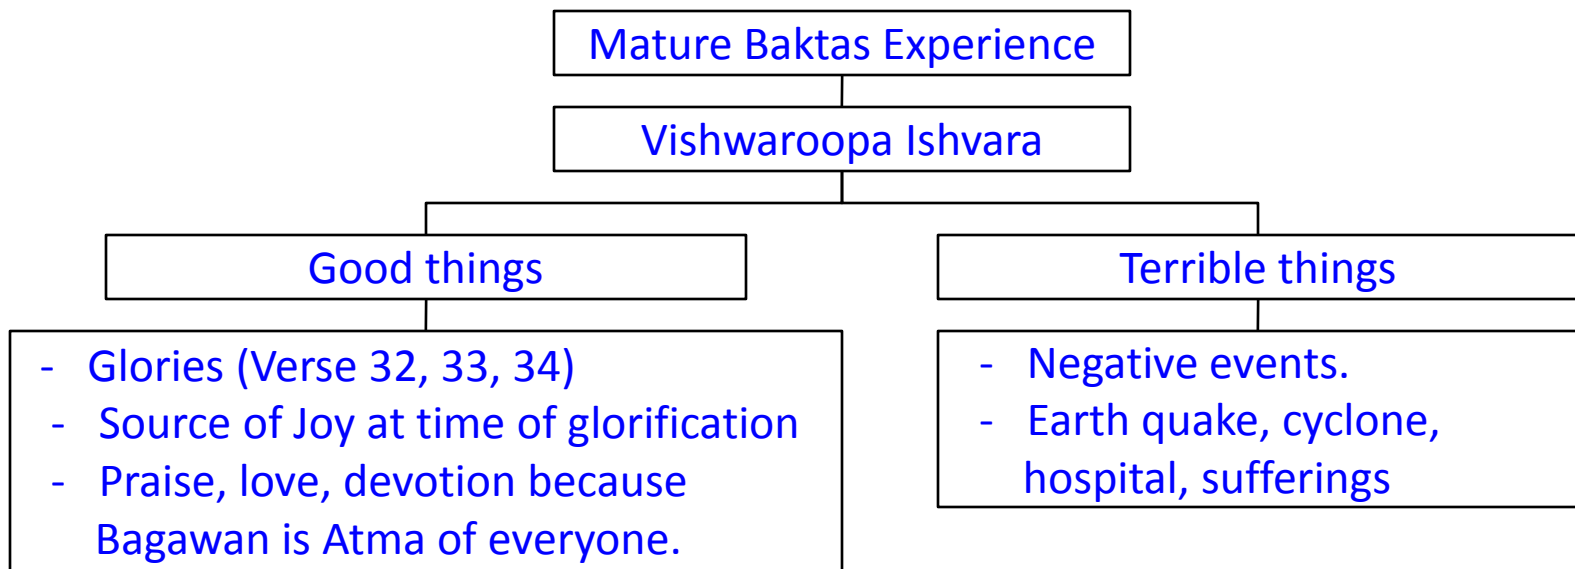 Mature Baktas Experience
Vishwaroopa Ishvara
Good things
Terrible things
- Glories (Verse 32, 33, 34)
- Source of Joy at time of glorification
- Praise, love, devotion because
Bagawan is Atma of everyone.
- Negative events.
- Earth quake, cyclone,
hospital, sufferings